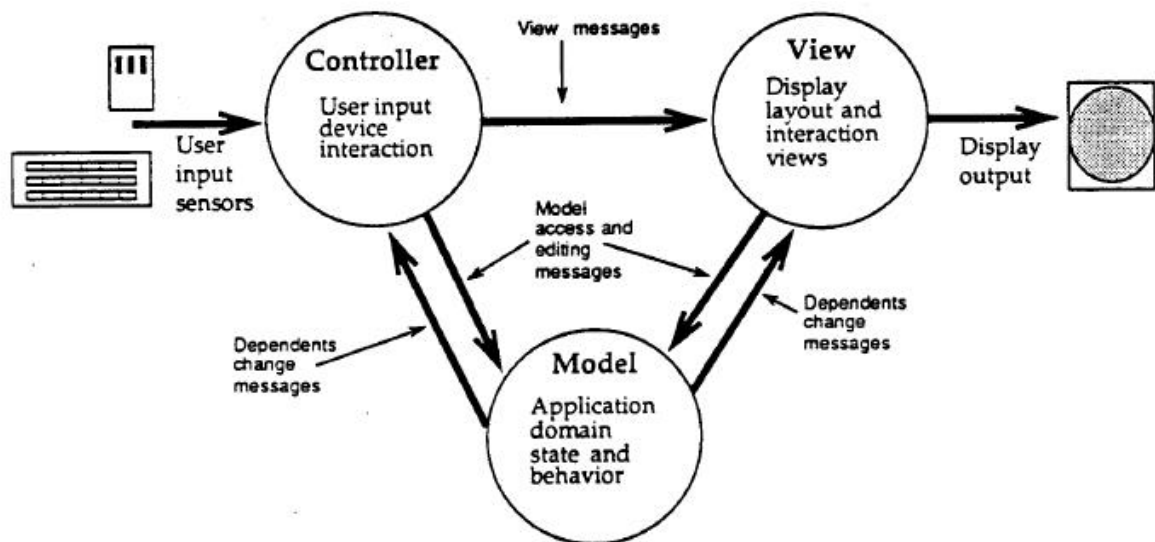 View messages
Controller
User input
device
interaction
View
Display
layout and
interaction
views
User
input
sensors
Display
output
Model
access and
editing
messages
Dependents
change
messages
Dependents
change
messages
Model
Application
domain
state and
behavior